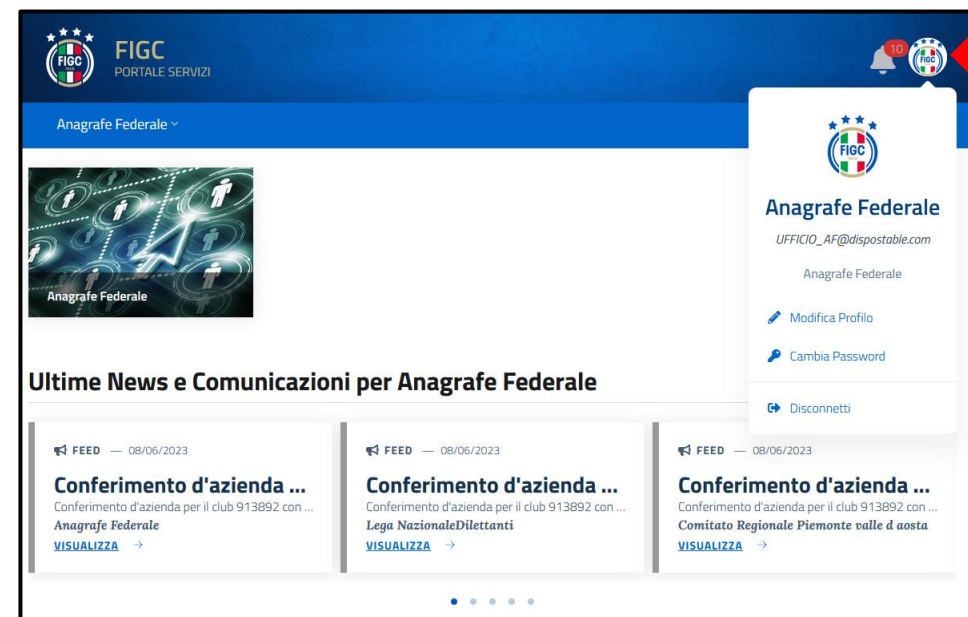 FIGC
FIGC
PORTALE SERVIZI
10
FIGC
Anagrafe Federale
FIGC
Anagrafe Federale
UFFICIO_AF@dispostable.com
Anagrafe Federale
Modifica Profilo
Cambia Password
Disconnetti
Anagrafe Federale
Ultime News e Comunicazioni per Anagrafe Federale
FEED — 08/06/2023
Conferimento d'azienda ...
Conferimento d'azienda per il club 913892 con ...
Anagrafe Federale
VISUALIZZA →
FEED — 08/06/2023
Conferimento d'azienda ...
Conferimento d'azienda per il club 913892 con ...
Lega NazionaleDilettanti
VISUALIZZA →
FEED — 08/06/2023
Conferimento d'azienda ...
Conferimento d'azienda per il club 913892 con ...
Comitato Regionale Piemonte valle d aosta
VISUALIZZA →